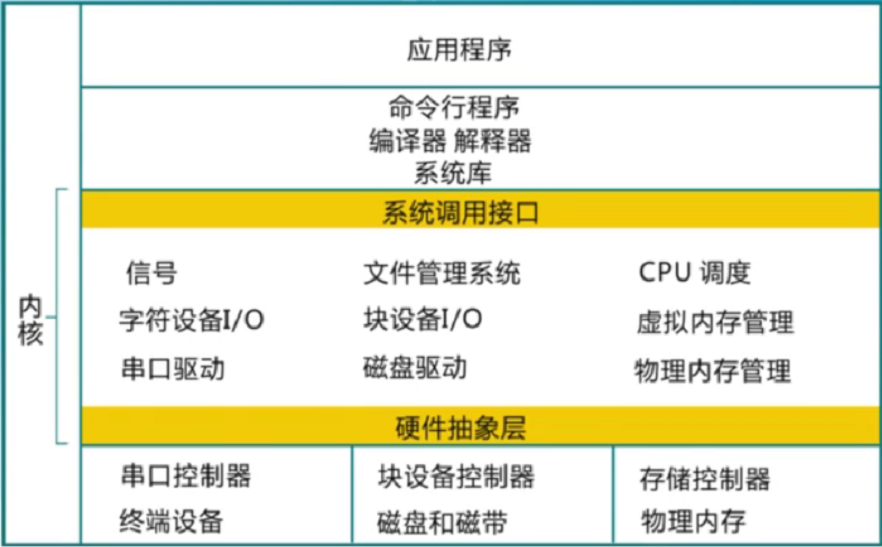 应用程序
命令行程序
编译器 解释器
系统库
系统调用接口
内核
信号 文件管理系统 CPU 调度
字符设备I/O 块设备I/O 虚拟内存管理
串口驱动 磁盘驱动 物理内存管理
硬件抽象层
串口控制器 块设备控制器 存储控制器
终端设备 磁盘和磁带 物理内存